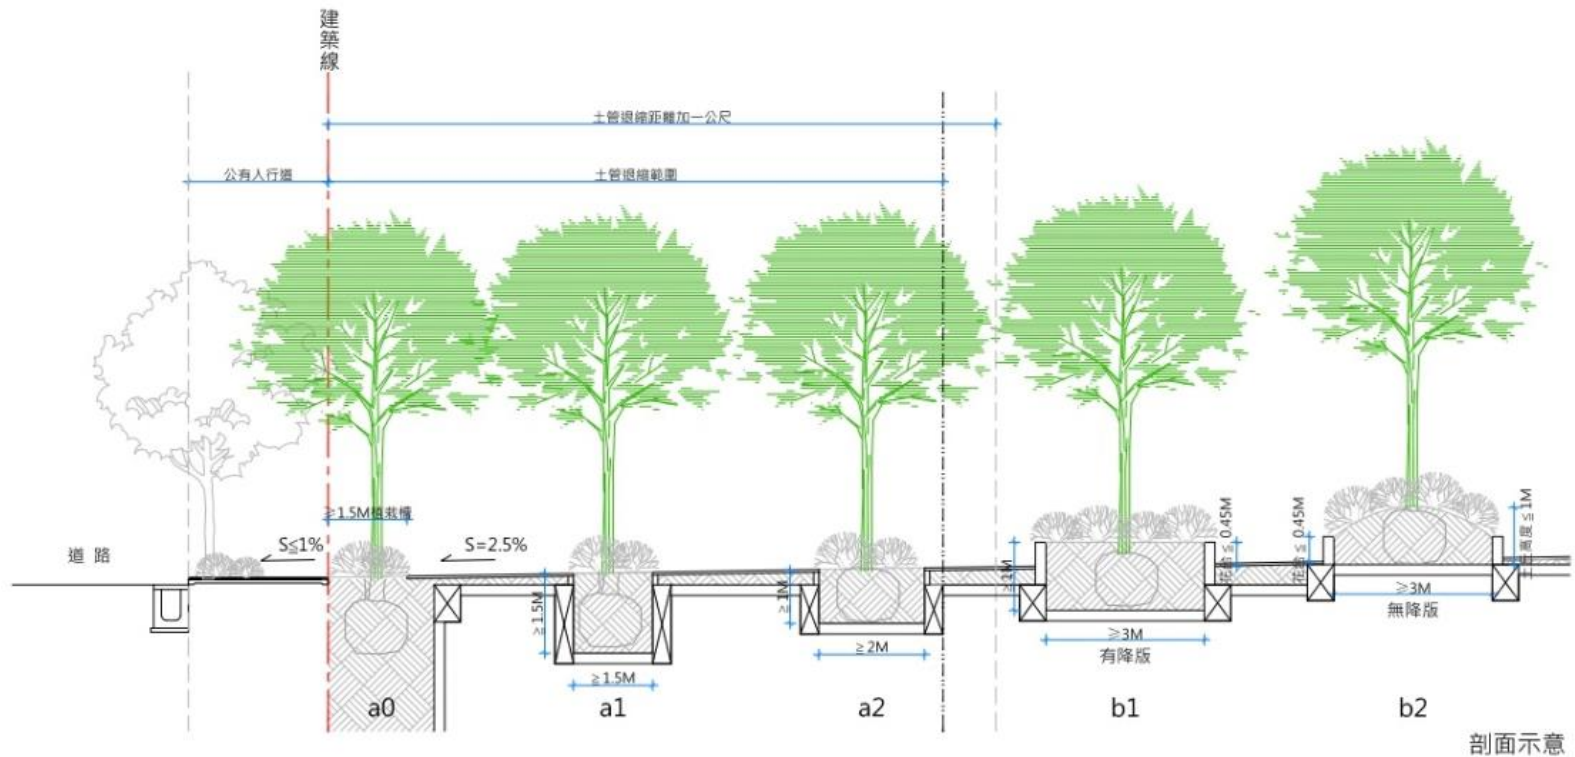 建築線
土管退縮距離加一公尺
公有人行道
土管退縮範圍
≥1.5M植栽槽
道路
S≦1%
S=2.5%
≥1.5M
≥1M
≥1M
花台≦0.45M
花台≦0.45M
土丘高度≦1M
≥1.5M
≥2M
≥3M
有降版
≥3M
無降版
a0
a1
a2
b1
b2
剖面示意